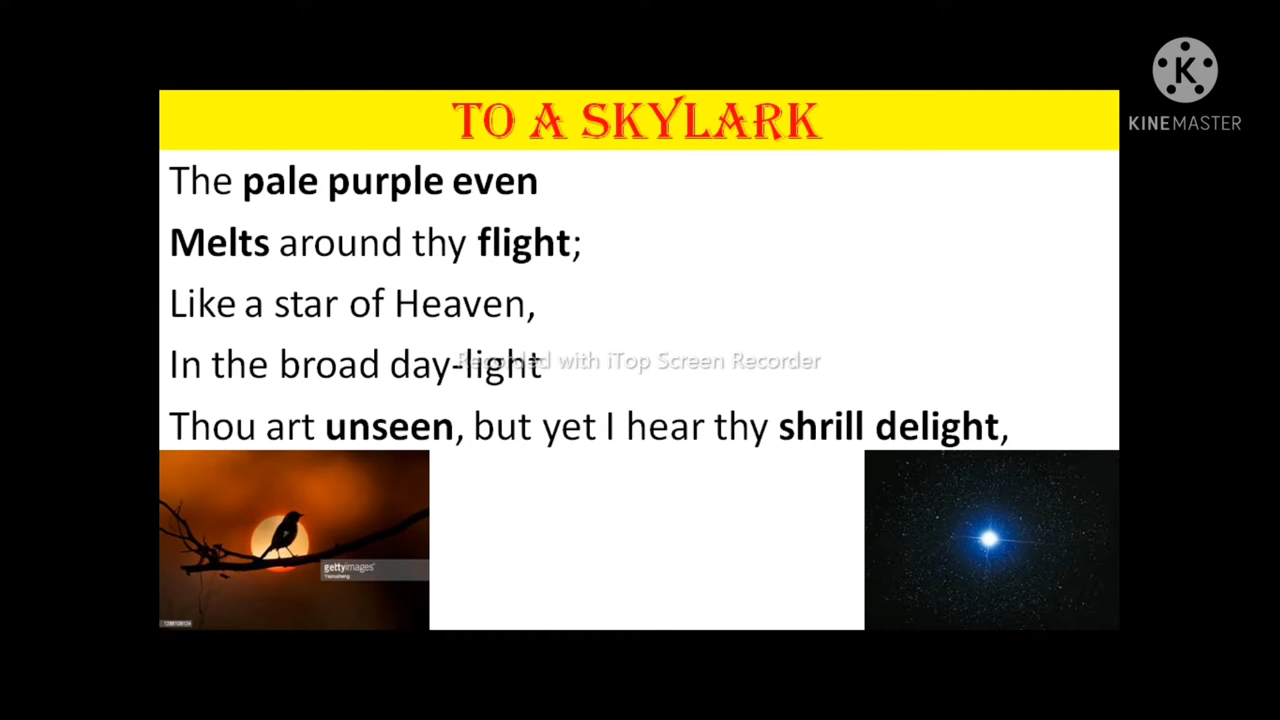 K
KINEMASTER
TO A SKYLARK
The pale purple even
Melts around thy flight;
Like a star of Heaven,
In the broad day-light
Recorded with iTop Screen Recorder
Thou art unseen, but yet I hear thy shrill delight,
gettyimages